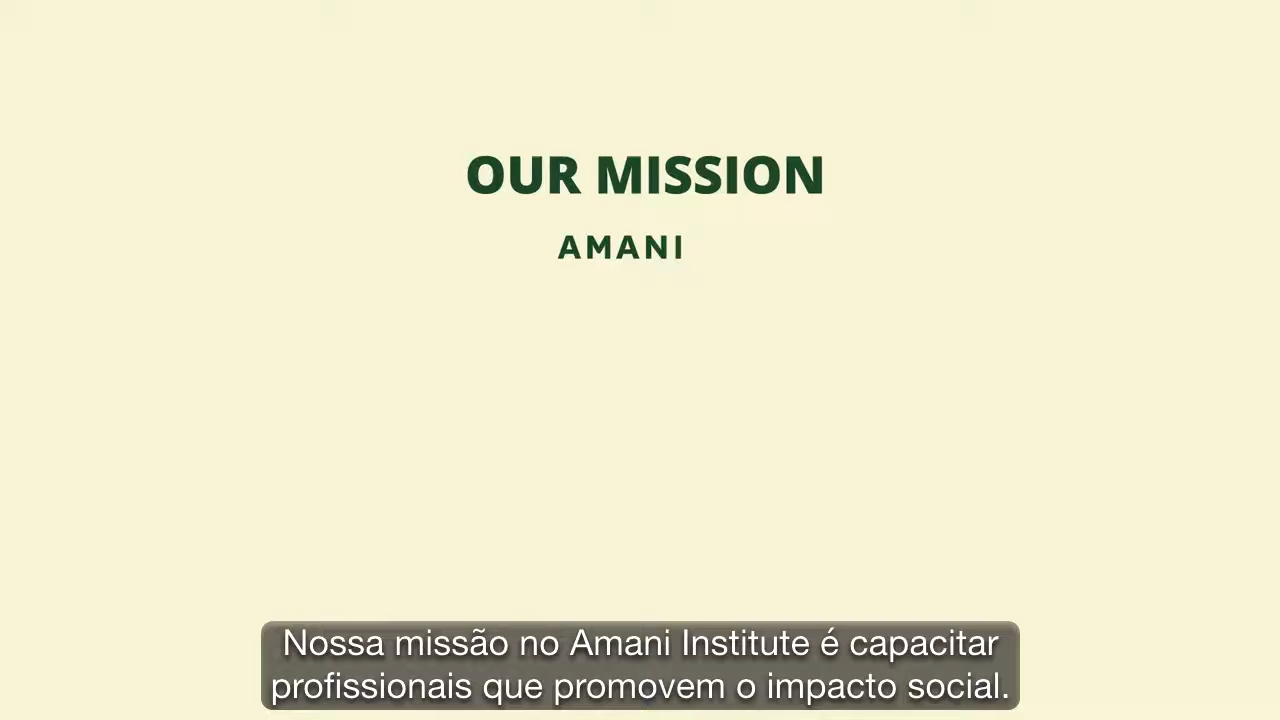 OUR MISSION
AMANI
Nossa missão no Amani Institute é capacitar
profissionais que promovem o impacto social.